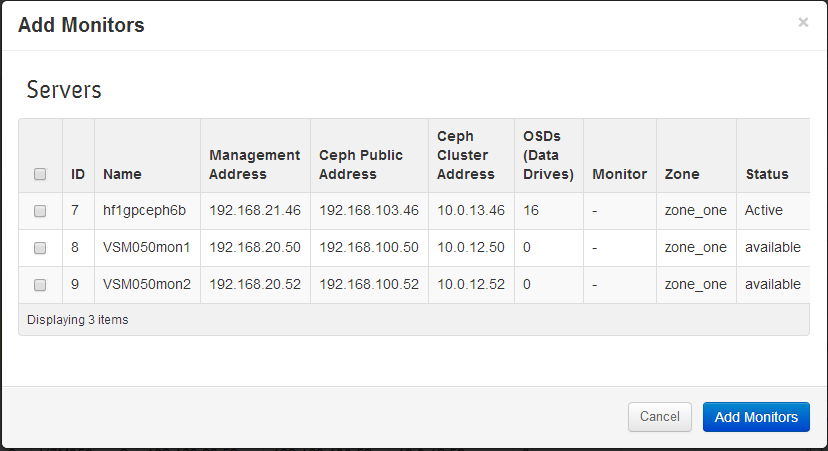 Add Monitors ×
Servers
ID Name Management Address Ceph Public Address Ceph Cluster Address OSDs (Data Drives) Monitor Zone Status
7 hf1gpceph6b 192.168.21.46 192.168.103.46 10.0.13.46 16 - zone_one Active
8 VSM050mon1 192.168.20.50 192.168.100.50 10.0.12.50 0 - zone_one available
9 VSM050mon2 192.168.20.52 192.168.100.52 10.0.12.52 0 - zone_one available
Displaying 3 items
Cancel Add Monitors